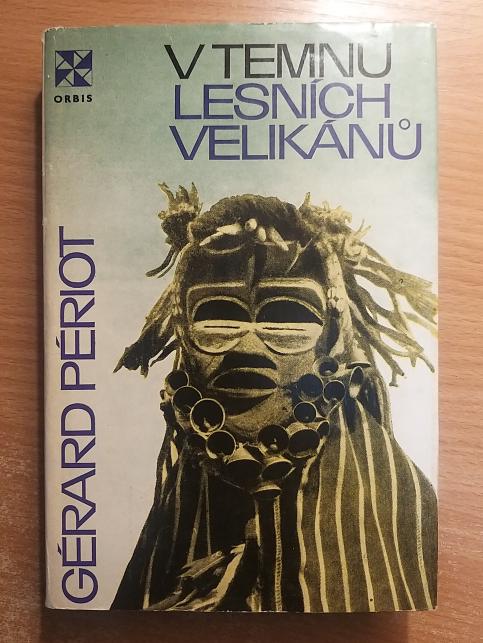 ORBIS
V TEMNU
LESNÍCH
VELIKÁNŮ
GÉRARD PÉRIOT